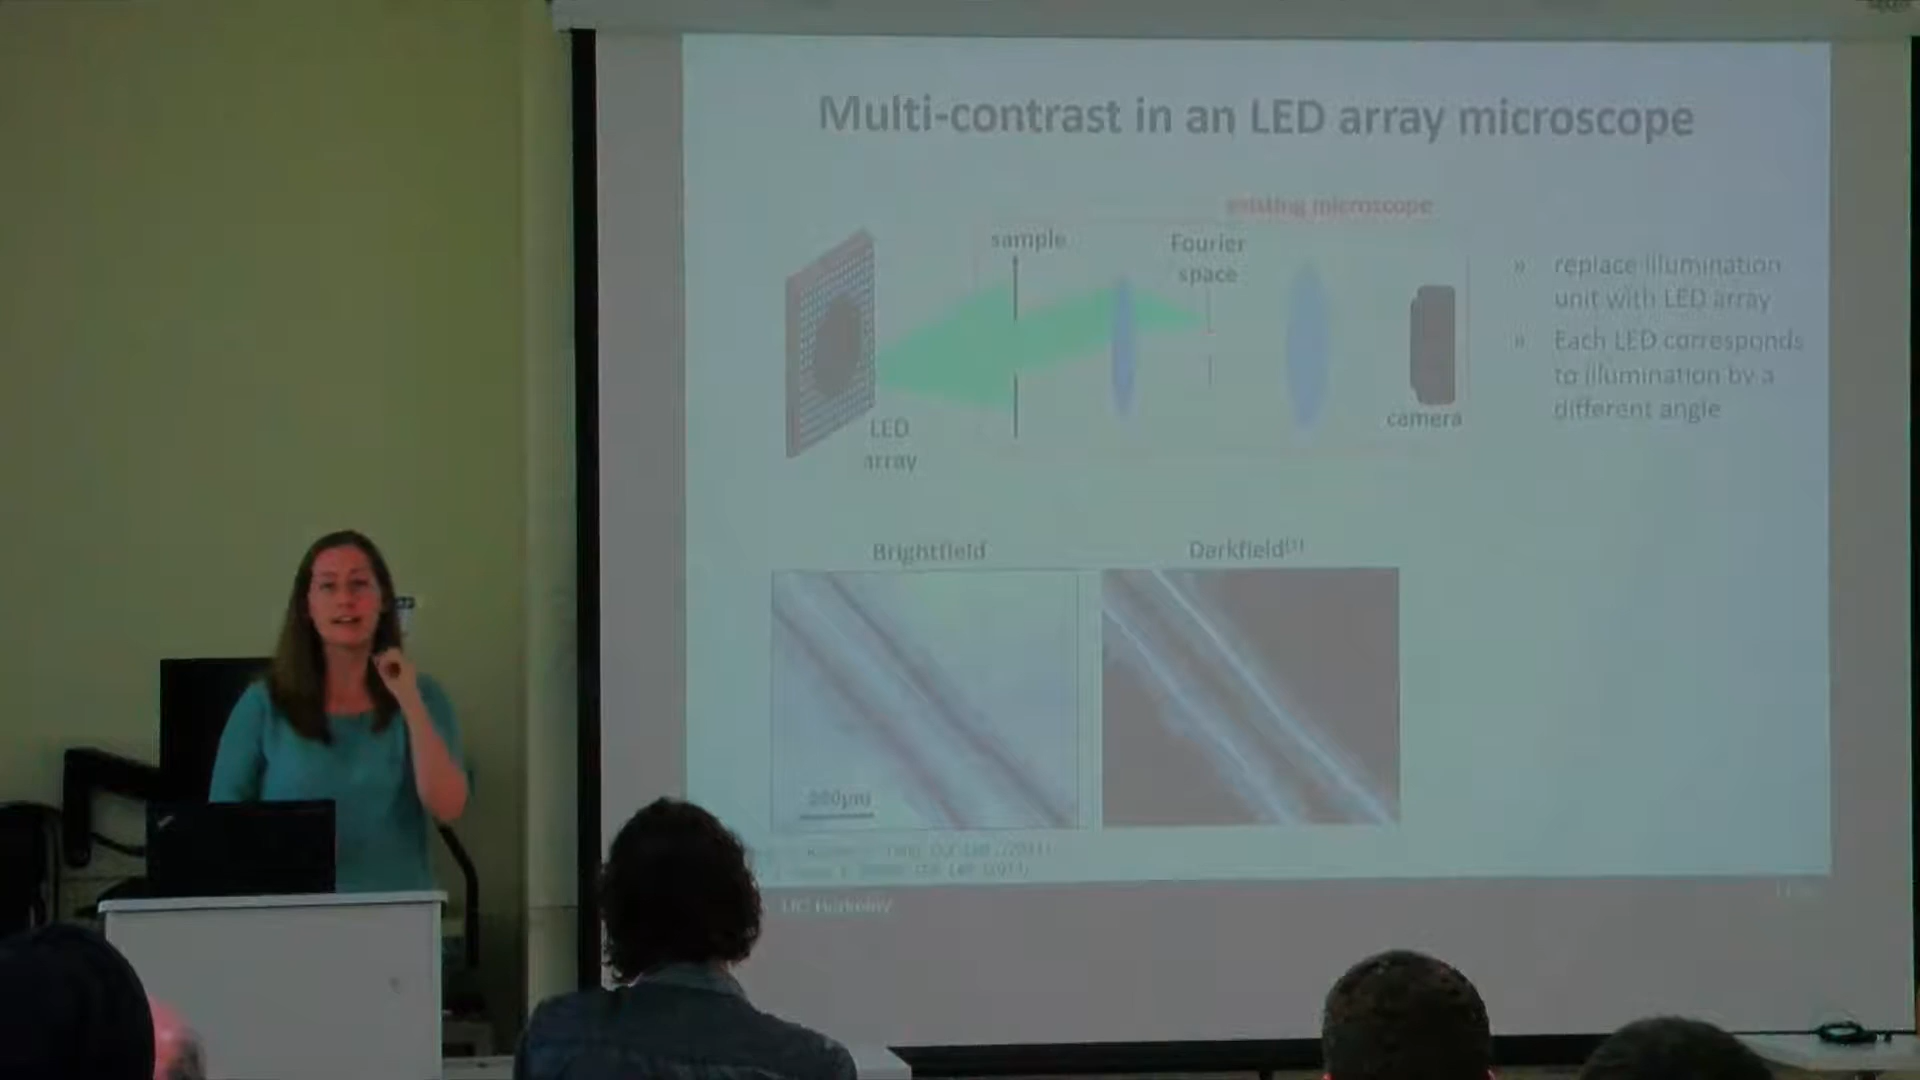 Multi-contrast in an LED array microscope
existing microscope
sample
Fourier
space
LED
array
camera
» replace illumination
unit with LED array
» Each LED corresponds
to illumination by a
different angle
Brightfield
Darkfield[1]
200μm
UC Berkeley